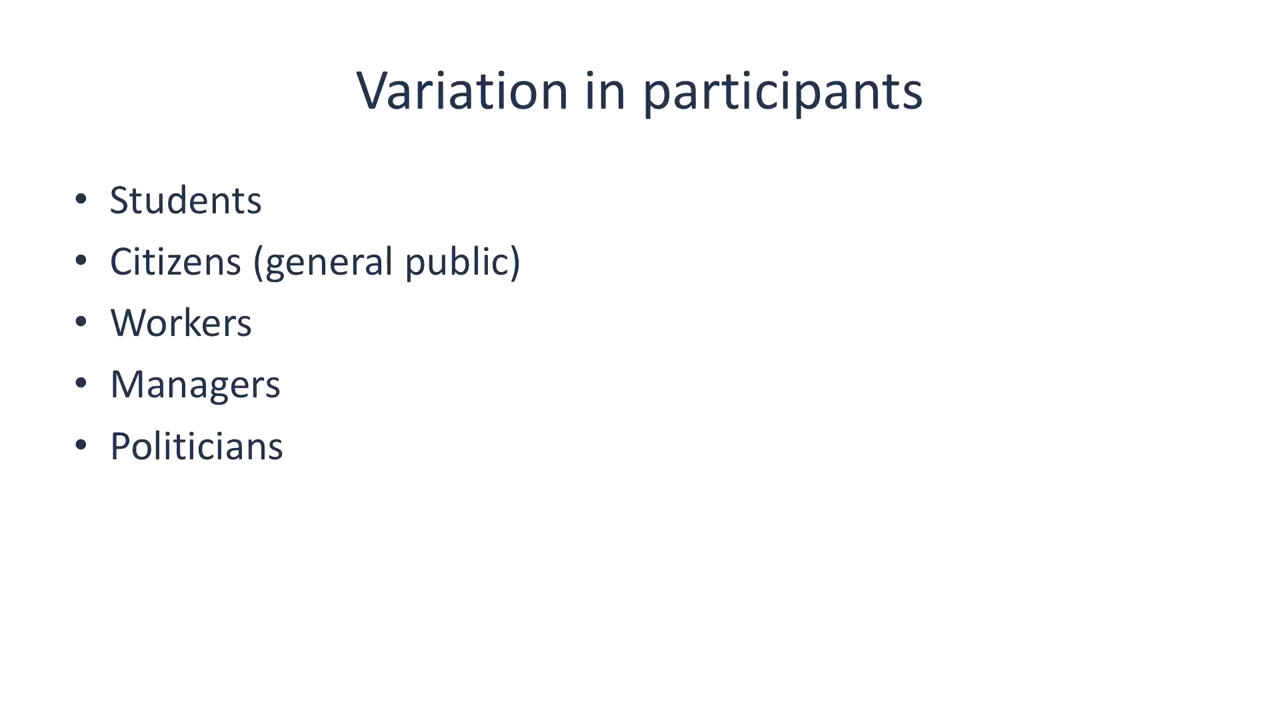 Variation in participants
• Students
• Citizens (general public)
• Workers
• Managers
• Politicians